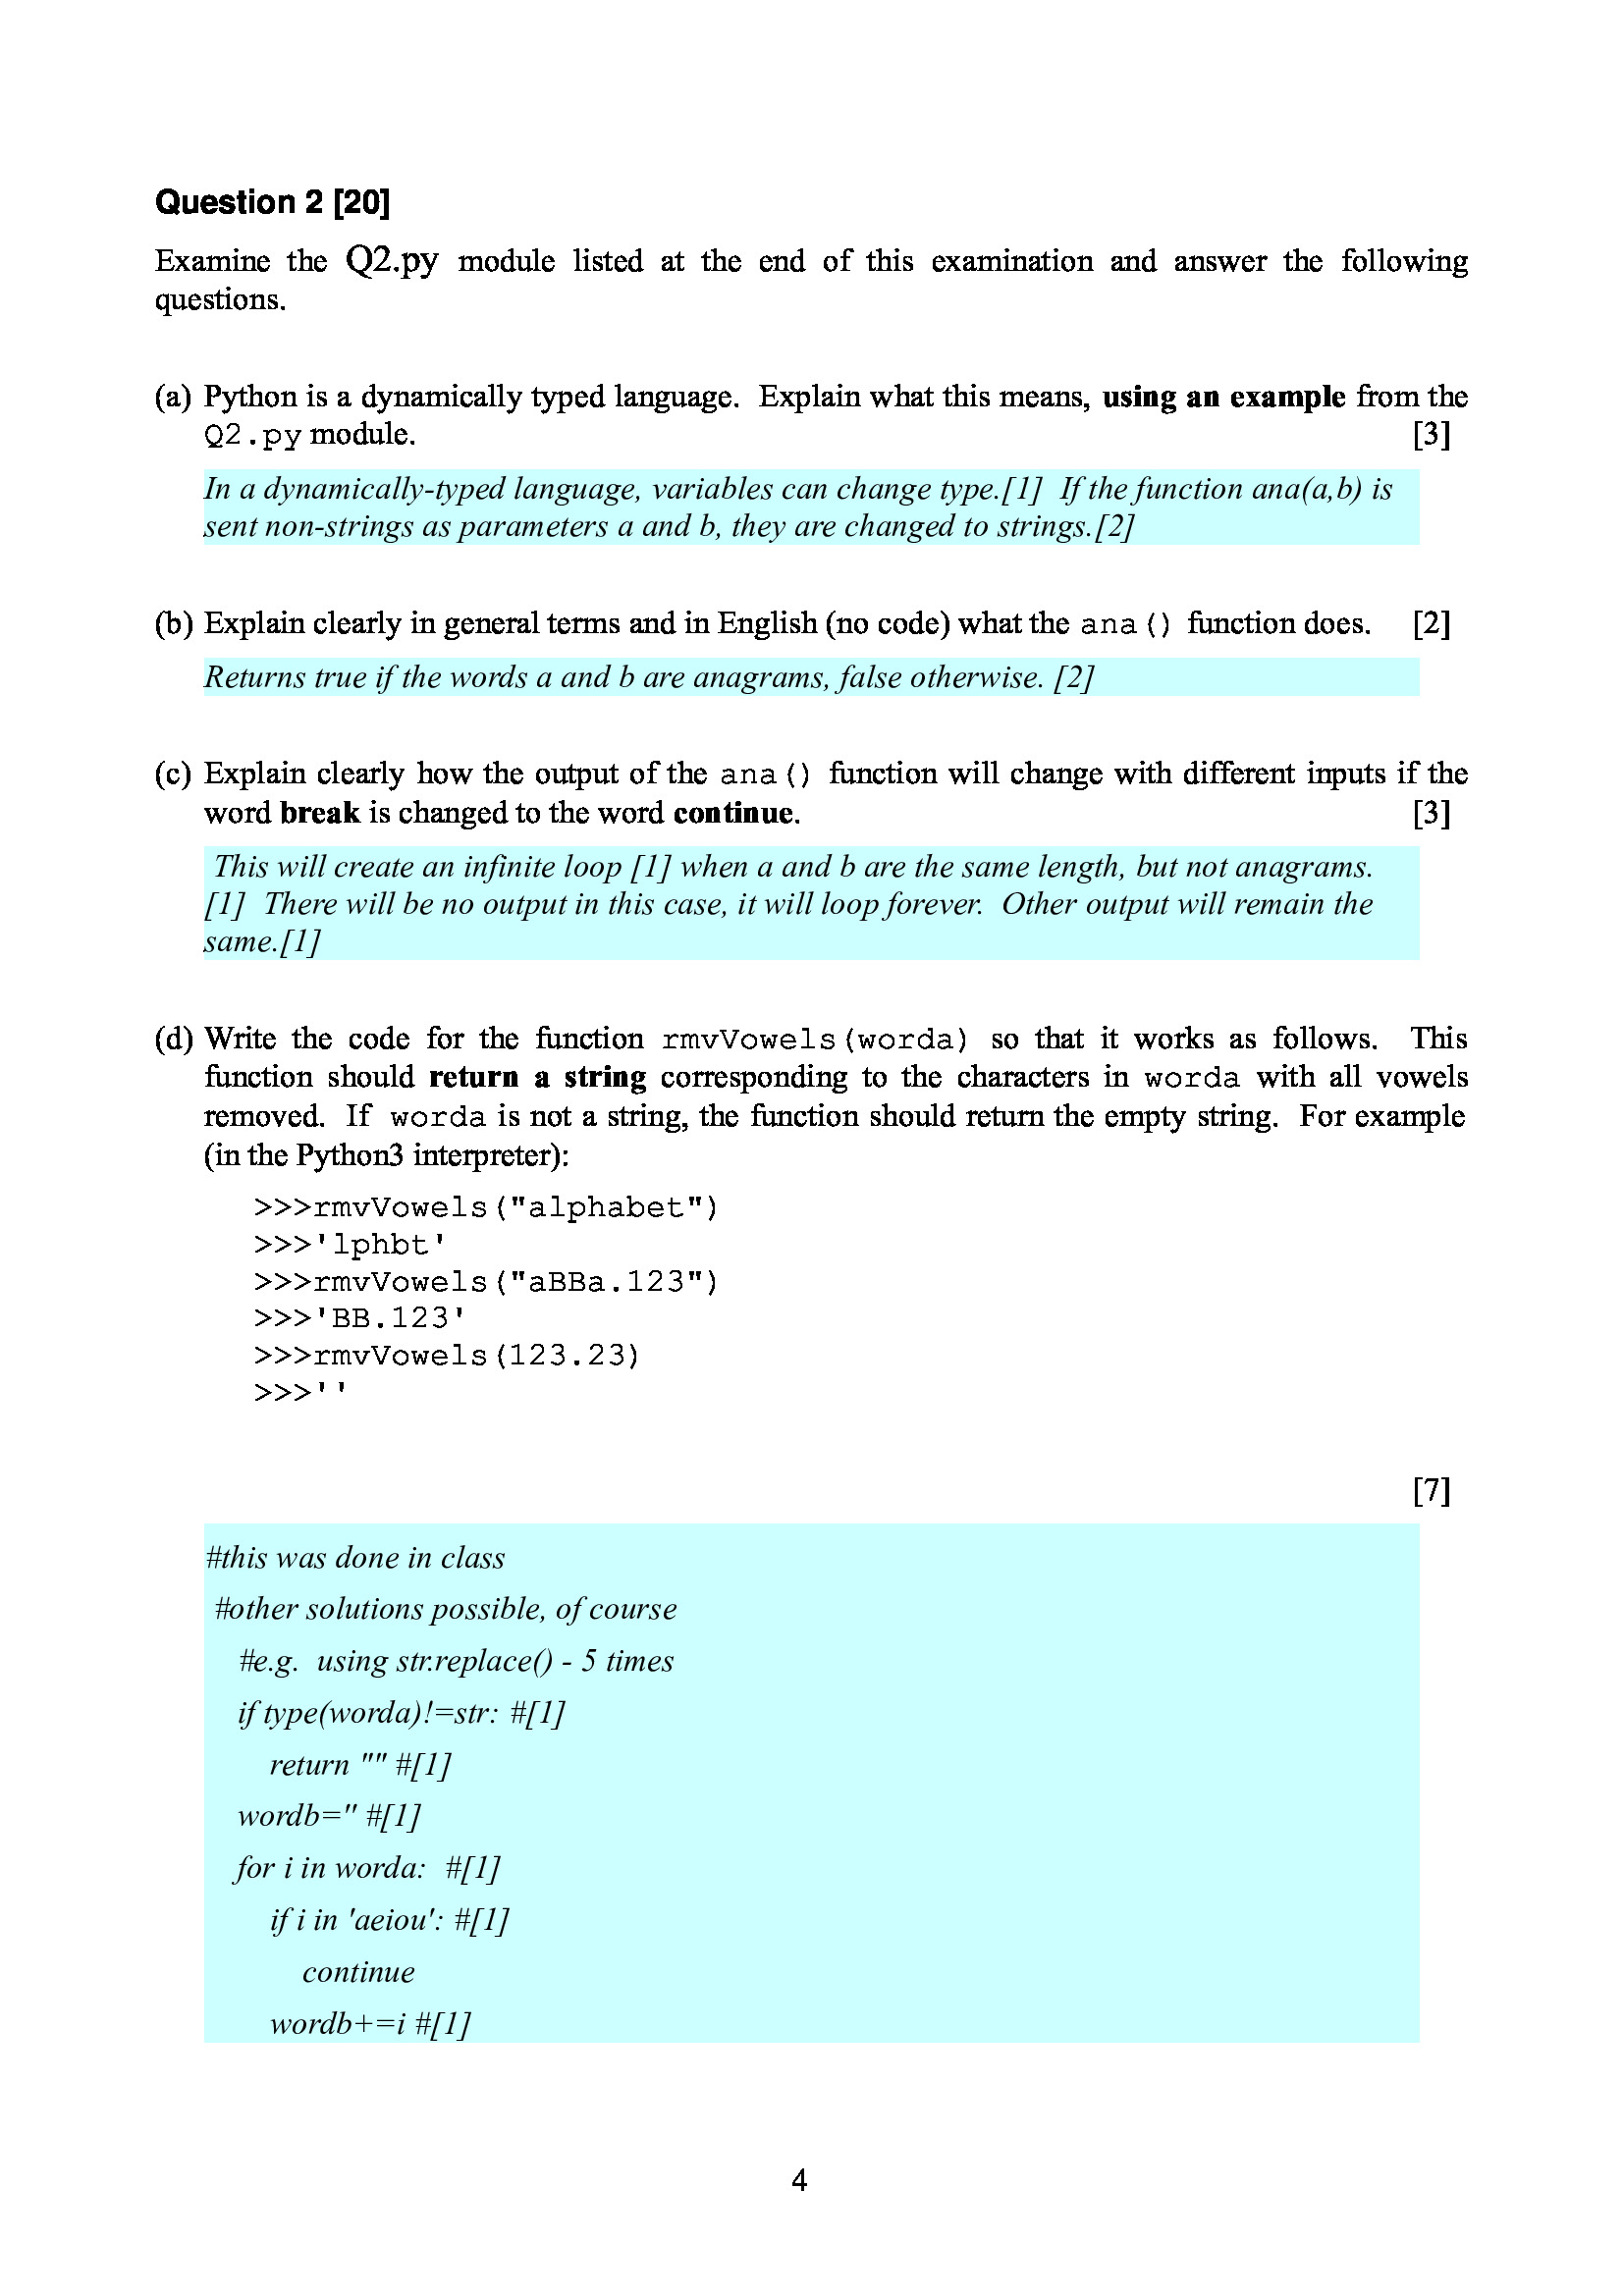 Question 2 [20]
Examine the Q2.py module listed at the end of this examination and answer the following
questions.
(a) Python is a dynamically typed language. Explain what this means, using an example from the
Q2.py module. [3]
In a dynamically-typed language, variables can change type.[1] If the function ana(a,b) is
sent non-strings as parameters a and b, they are changed to strings.[2]
(b) Explain clearly in general terms and in English (no code) what the ana() function does. [2]
Returns true if the words a and b are anagrams, false otherwise. [2]
(c) Explain clearly how the output of the ana() function will change with different inputs if the
word break is changed to the word continue. [3]
This will create an infinite loop [1] when a and b are the same length, but not anagrams.
[1] There will be no output in this case, it will loop forever. Other output will remain the
same.[1]
(d) Write the code for the function rmvVowels(worda) so that it works as follows. This
function should return a string corresponding to the characters in worda with all vowels
removed. If worda is not a string, the function should return the empty string. For example
(in the Python3 interpreter):
>>>rmvVowels("alphabet")
>>>'lphbt'
>>>rmvVowels("aBBa.123")
>>>'BB.123'
>>>rmvVowels(123.23)
>>>''
[7]
#this was done in class
#other solutions possible, of course
#e.g. using str.replace() - 5 times
if type(worda)!=str: #[1]
return "" #[1]
wordb='' #[1]
for i in worda: #[1]
if i in 'aeiou': #[1]
continue
wordb+=i #[1]
4